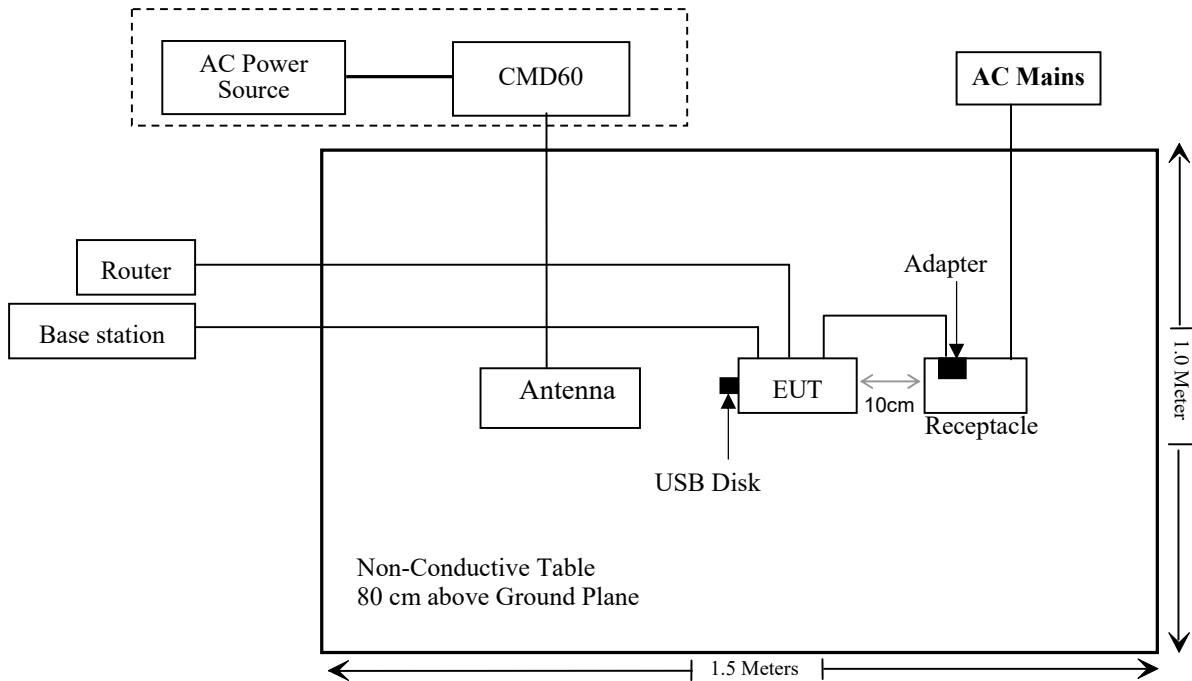 AC Power
Source
CMD60
AC Mains
Router
Base station
Adapter
Antenna
EUT
10cm
Receptacle
USB Disk
1.0 Meter
Non-Conductive Table
80 cm above Ground Plane
1.5 Meters